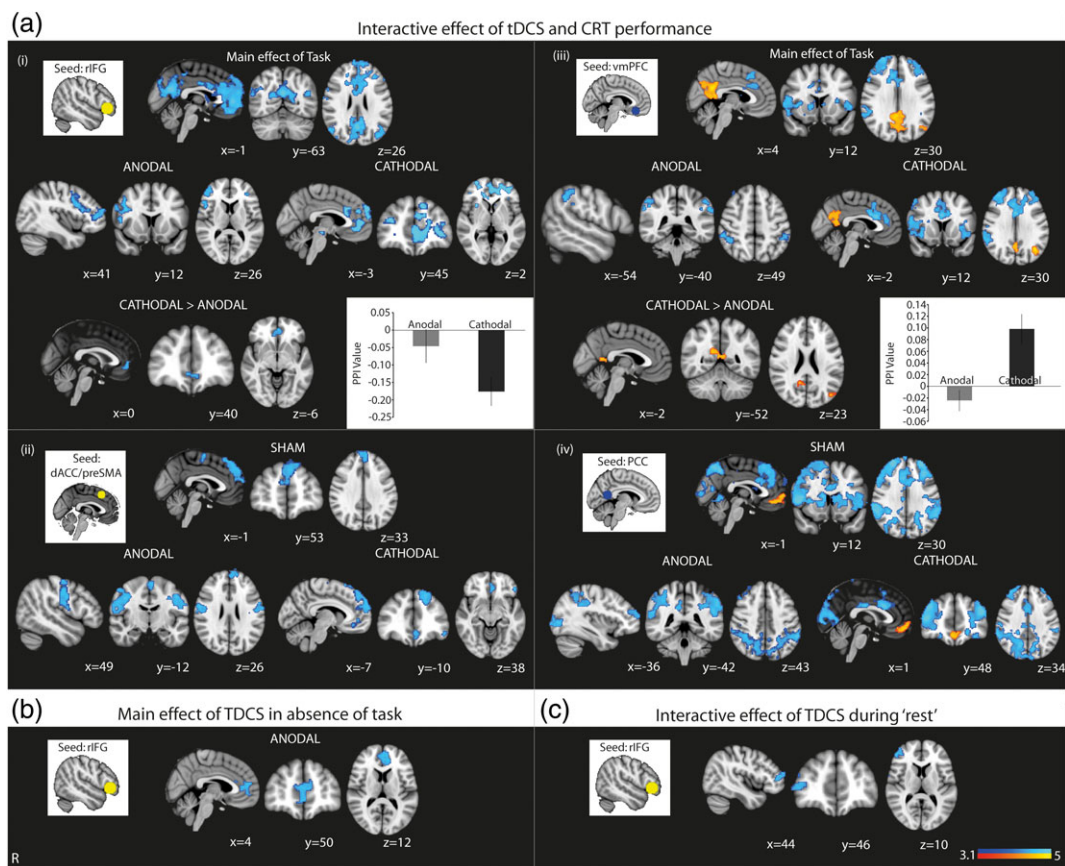 (a)
Interactive effect of tDCS and CRT performance
(i)
Main effect of Task
Seed: rIFG
x=-1 y=-63 z=26
ANODAL CATHODAL
x=41 y=12 z=26 x=-3 y=45 z=2
CATHODAL > ANODAL
x=0 y=40 z=-6
0.05
0
-0.05
-0.10
-0.15
-0.20
-0.25
PPI Value
Anodal Cathodal
(iii)
Main effect of Task
Seed: vmPFC
x=4 y=12 z=30
ANODAL CATHODAL
x=-54 y=-40 z=49 x=-2 y=12 z=30
CATHODAL > ANODAL
x=-2 y=-52 z=23
0.14
0.12
0.10
0.08
0.06
0.04
0.02
0
-0.02
-0.04
-0.06
PPI Value
Anodal Cathodal
(ii)
SHAM
Seed:
dACC/preSMA
x=-1 y=53 z=33
ANODAL CATHODAL
x=49 y=-12 z=26 x=-7 y=-10 z=38
(iv)
SHAM
Seed: PCC
x=-1 y=12 z=30
ANODAL CATHODAL
x=-36 y=-42 z=43 x=1 y=48 z=34
(b)
Main effect of TDCS in absence of task
ANODAL
Seed: rIFG
x=4 y=50 z=12
R
(c)
Interactive effect of TDCS during ‘rest’
Seed: rIFG
x=44 y=46 z=10
3.1 5